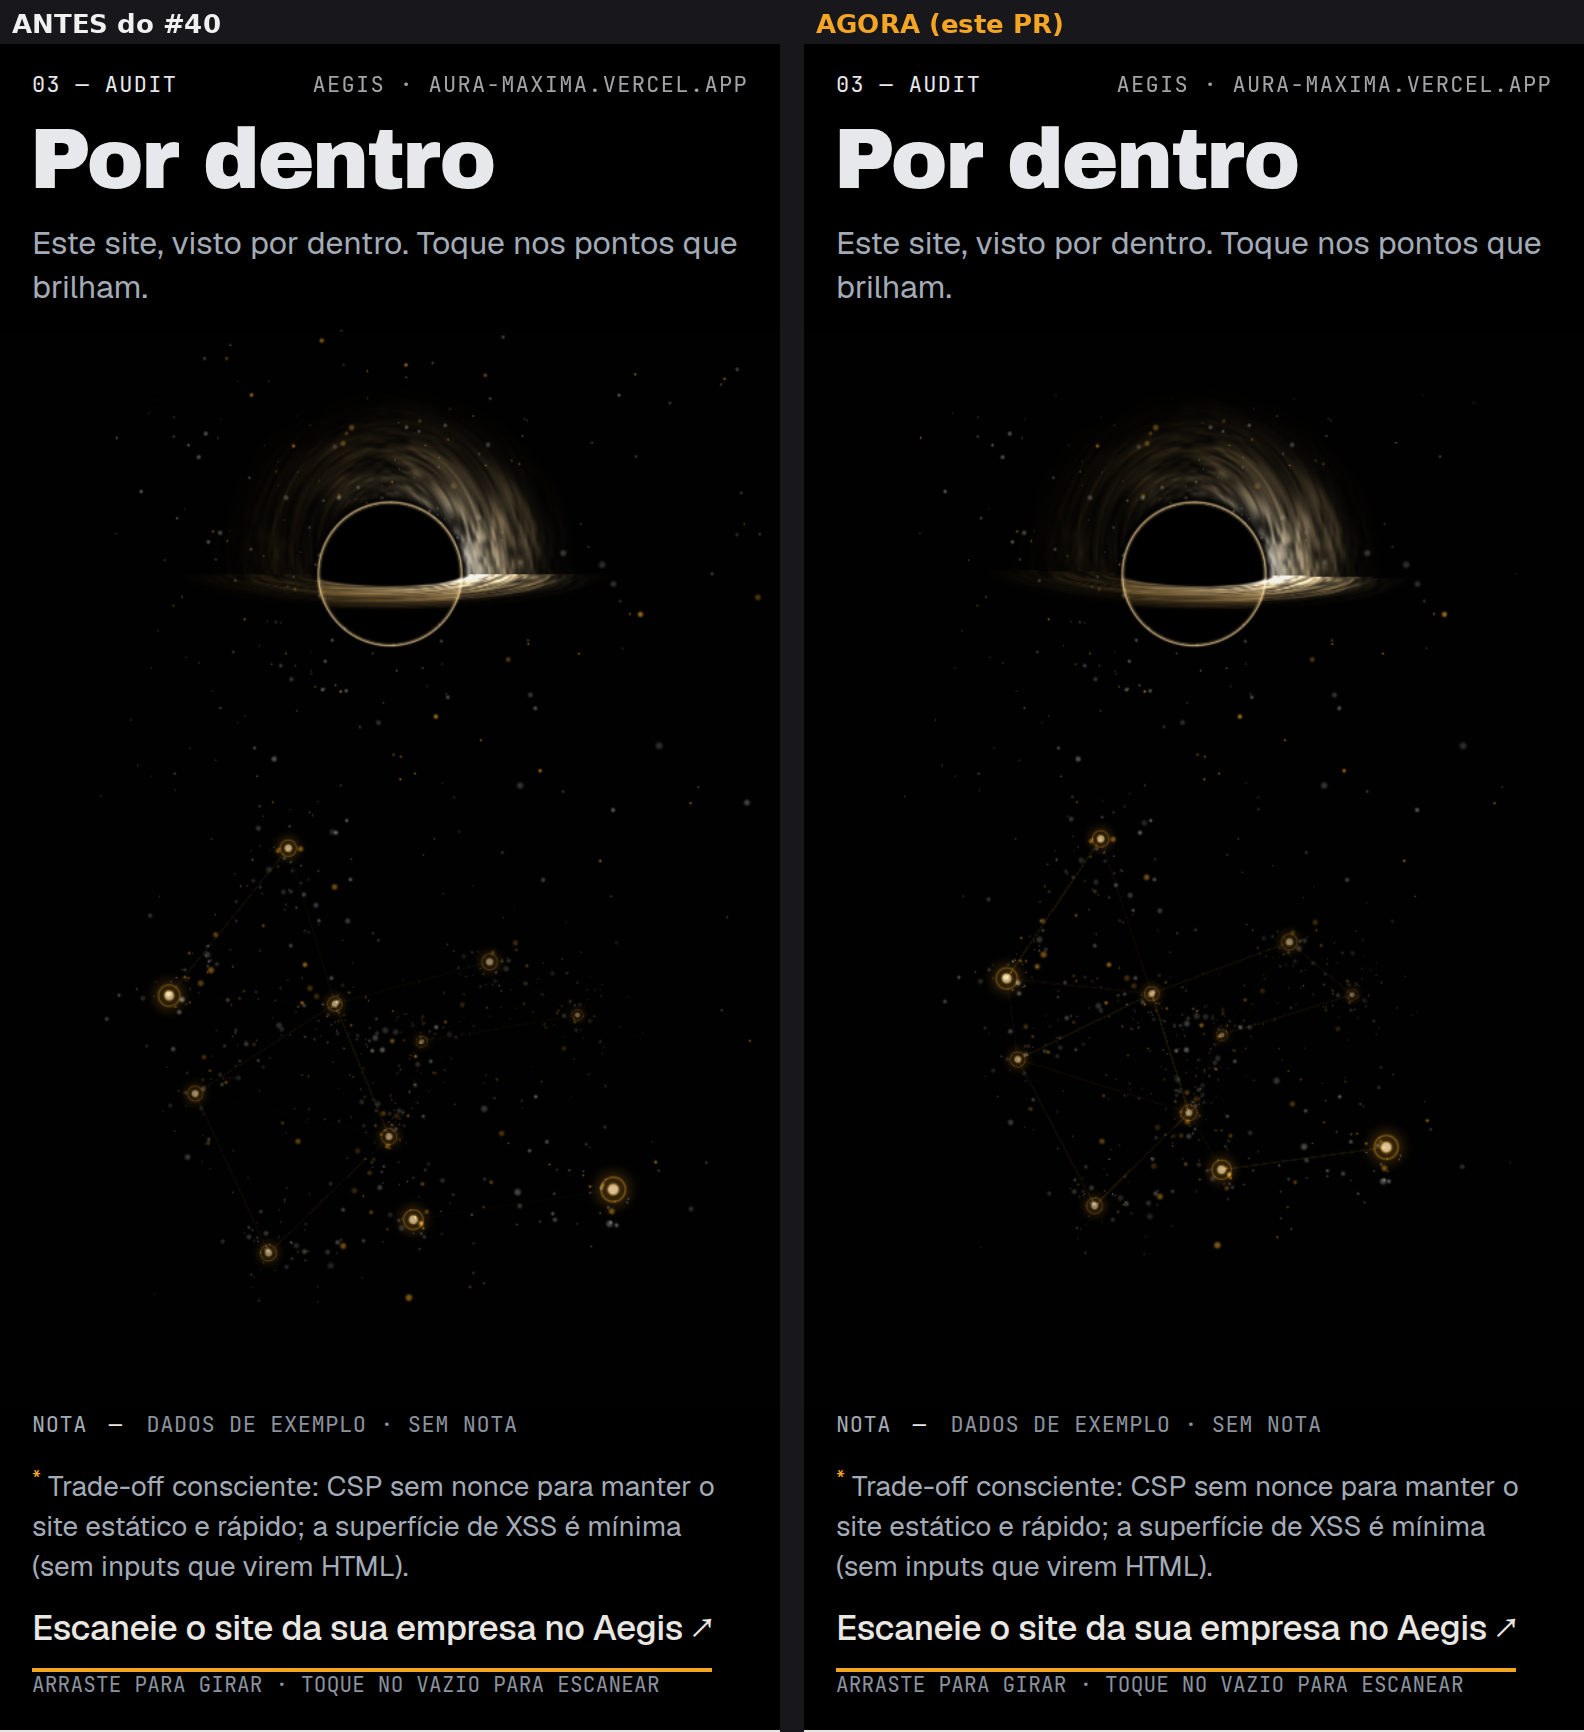 ANTES do #40
03 — AUDIT
AEGIS · AURA-MAXIMA.VERCEL.APP
Por dentro
Este site, visto por dentro. Toque nos pontos que
brilham.
NOTA — DADOS DE EXEMPLO · SEM NOTA
* Trade-off consciente: CSP sem nonce para manter o
site estático e rápido; a superfície de XSS é mínima
(sem inputs que virem HTML).
Escaneie o site da sua empresa no Aegis ↗
ARRASTE PARA GIRAR · TOQUE NO VAZIO PARA ESCANEAR
AGORA (este PR)
03 — AUDIT
AEGIS · AURA-MAXIMA.VERCEL.APP
Por dentro
Este site, visto por dentro. Toque nos pontos que
brilham.
NOTA — DADOS DE EXEMPLO · SEM NOTA
* Trade-off consciente: CSP sem nonce para manter o
site estático e rápido; a superfície de XSS é mínima
(sem inputs que virem HTML).
Escaneie o site da sua empresa no Aegis ↗
ARRASTE PARA GIRAR · TOQUE NO VAZIO PARA ESCANEAR